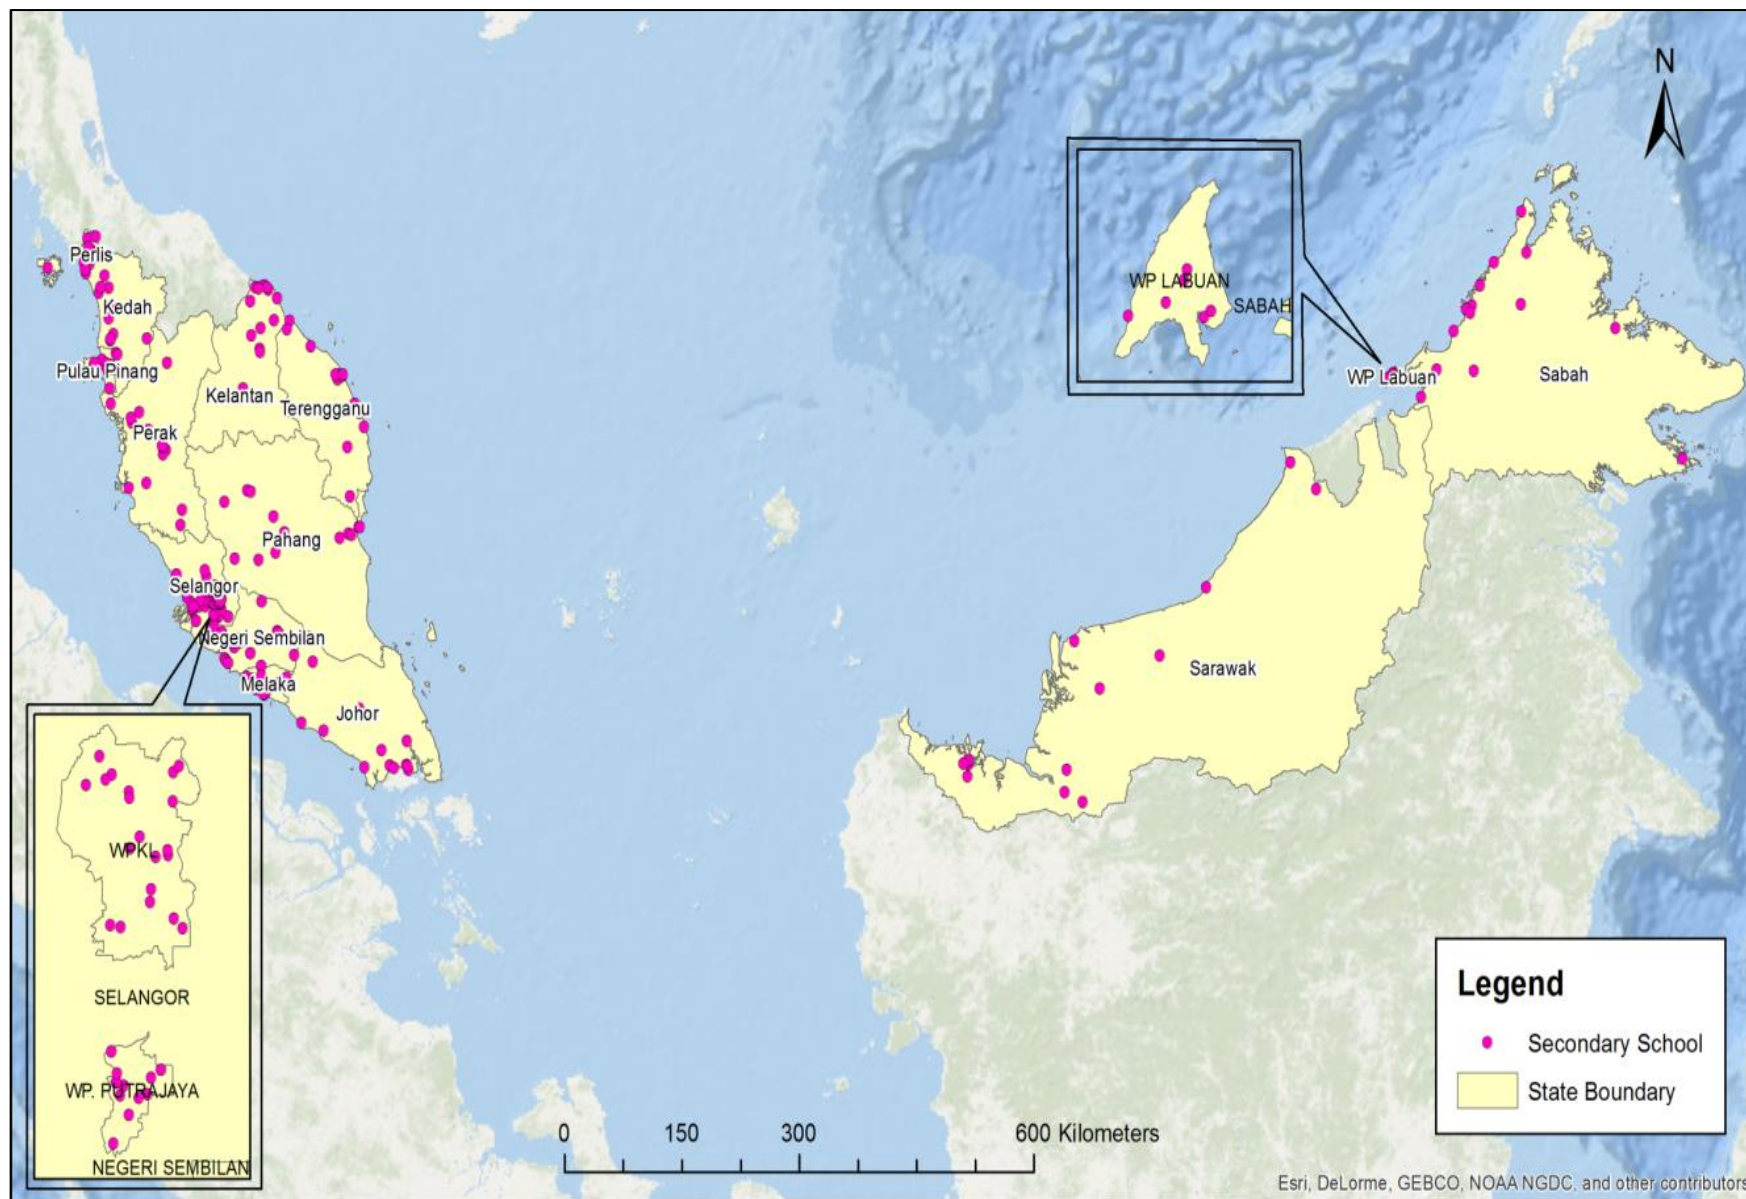 N
Perlis
Kedah
Pulau Pinang
Kelantan
Terengganu
Perak
Pahang
Selangor
Negeri Sembilan
Melaka
Johor
WP LABUAN
SABAH
WP Labuan
Sabah
Sarawak
WPKL
SELANGOR
WP. PUTRAJAYA
NEGERI SEMBILAN
0 150 300 600 Kilometers
Legend
Secondary School
State Boundary
Esri, DeLorme, GEBCO, NOAA NGDC, and other contributors